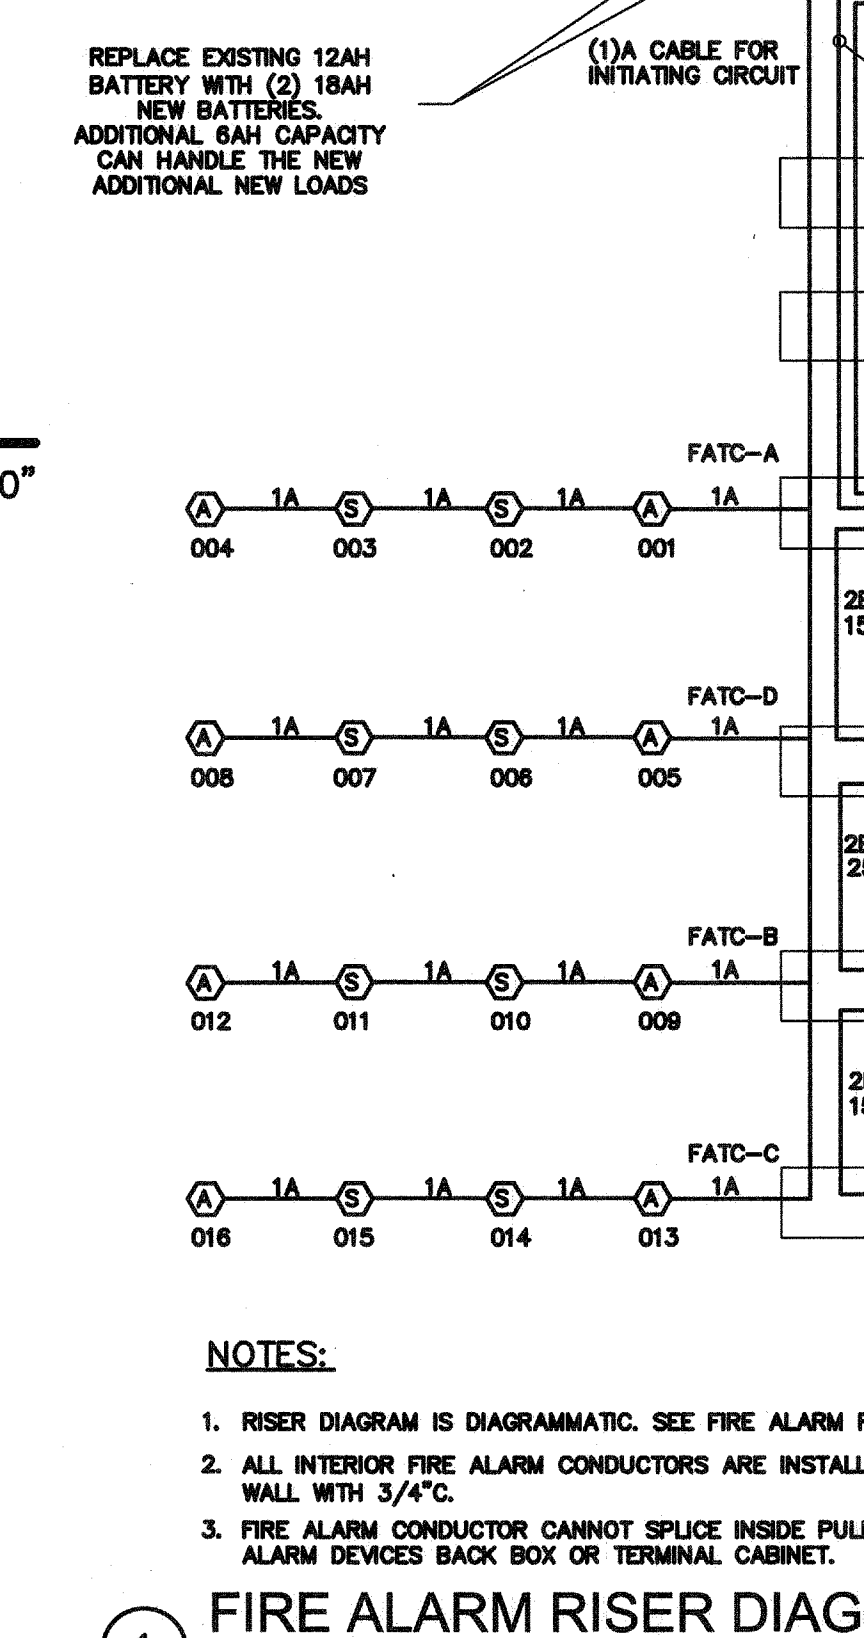 REPLACE EXISTING 12AH
BATTERY WITH (2) 18AH
NEW BATTERIES.
ADDITIONAL 6AH CAPACITY
CAN HANDLE THE NEW
ADDITIONAL NEW LOADS
(1)A CABLE FOR
INITIATING CIRCUIT
0"
FATC-A
A 1A S 1A S 1A A 1A
004 003 002 001
FATC-D
A 1A S 1A S 1A A 1A
008 007 006 005
FATC-B
A 1A S 1A S 1A A 1A
012 011 010 009
FATC-C
A 1A S 1A S 1A A 1A
016 015 014 013
NOTES:
1. RISER DIAGRAM IS DIAGRAMMATIC. SEE FIRE ALARM
2. ALL INTERIOR FIRE ALARM CONDUCTORS ARE INSTALL
WALL WITH 3/4"C.
3. FIRE ALARM CONDUCTOR CANNOT SPLICE INSIDE PULL
ALARM DEVICES BACK BOX OR TERMINAL CABINET.
FIRE ALARM RISER DIAG